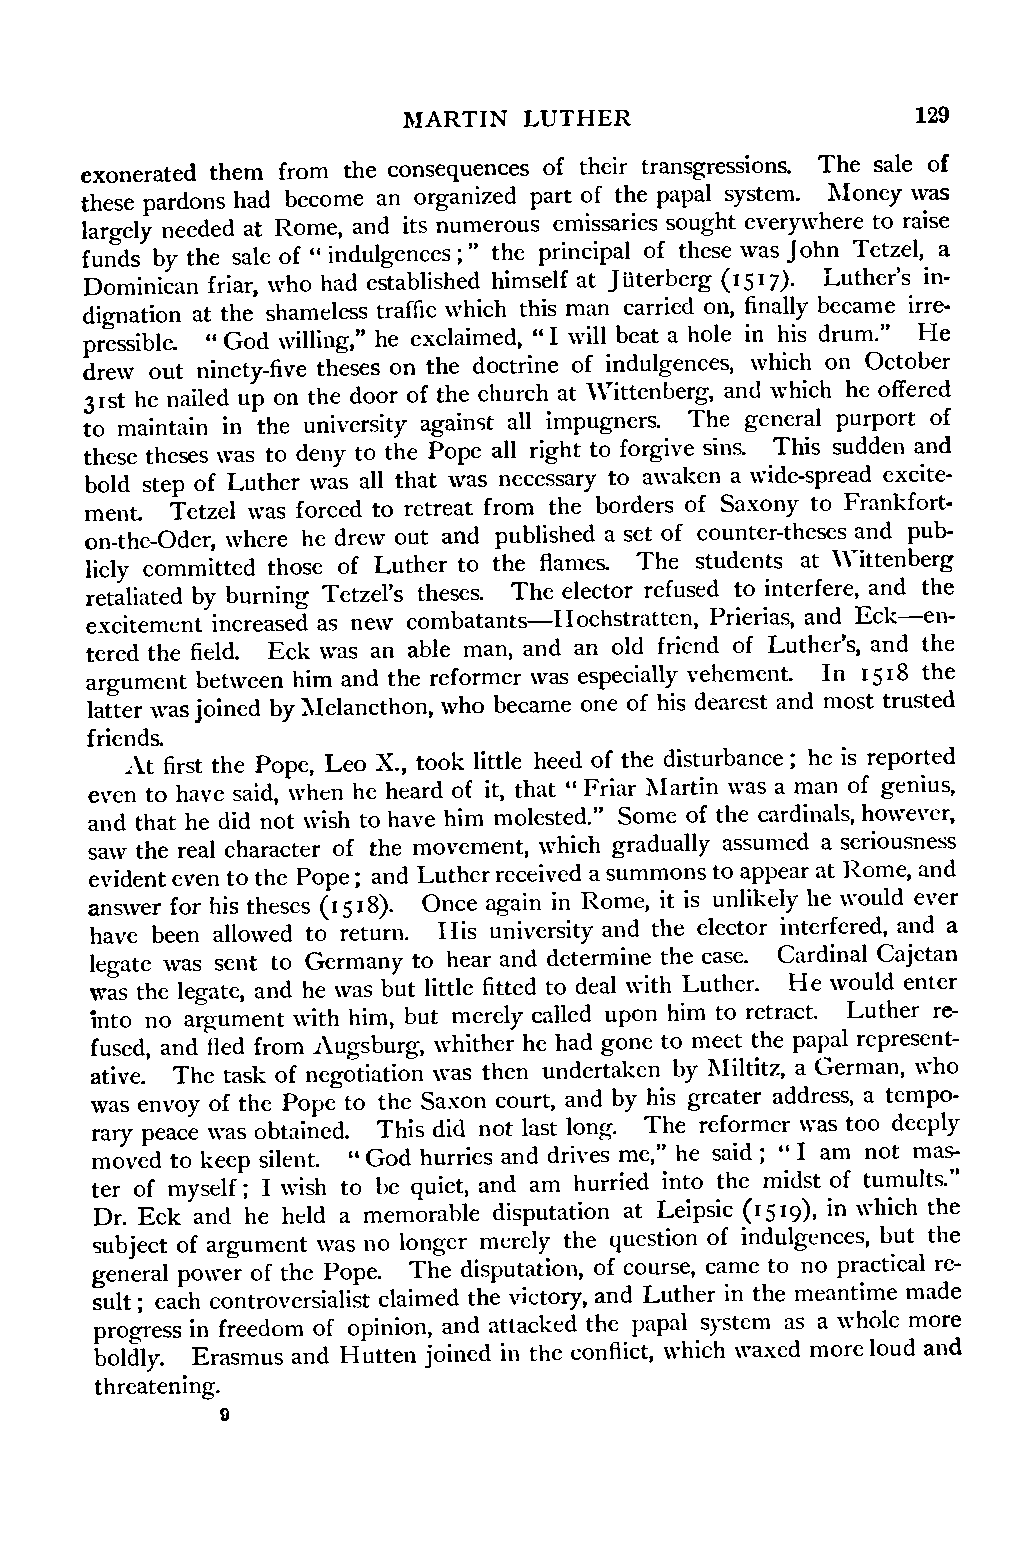 MARTIN LUTHER 129
exonerated them from the consequences of their transgressions. The sale of
these pardons had become an organized part of the papal system. Money was
largely needed at Rome, and its numerous emissaries sought everywhere to raise
funds by the sale of “ indulgences ; ” the principal of these was John Tetzel, a
Dominican friar, who had established himself at Jüterberg (1517). Luther’s in-
dignation at the shameless traffic which this man carried on, finally became irre-
pressible. “ God willing,” he exclaimed, “ I will beat a hole in his drum.” He
drew out ninety-five theses on the doctrine of indulgences, which on October
31st he nailed up on the door of the church at Wittenberg, and which he offered
to maintain in the university against all impugners. The general purport of
these theses was to deny to the Pope all right to forgive sins. This sudden and
bold step of Luther was all that was necessary to awaken a wide-spread excite-
ment. Tetzel was forced to retreat from the borders of Saxony to Frankfort-
on-the-Oder, where he drew out and published a set of counter-theses and pub-
licly committed those of Luther to the flames. The students at Wittenberg
retaliated by burning Tetzel’s theses. The elector refused to interfere, and the
excitement increased as new combatants—Hochstratten, Prierias, and Eck—en-
tered the field. Eck was an able man, and an old friend of Luther’s, and the
argument between him and the reformer was especially vehement. In 1518 the
latter was joined by Melancthon, who became one of his dearest and most trusted
friends.
At first the Pope, Leo X., took little heed of the disturbance ; he is reported
even to have said, when he heard of it, that “ Friar Martin was a man of genius,
and that he did not wish to have him molested.” Some of the cardinals, however,
saw the real character of the movement, which gradually assumed a seriousness
evident even to the Pope ; and Luther received a summons to appear at Rome, and
answer for his theses (1518). Once again in Rome, it is unlikely he would ever
have been allowed to return. His university and the elector interfered, and a
legate was sent to Germany to hear and determine the case. Cardinal Cajetan
was the legate, and he was but little fitted to deal with Luther. He would enter
into no argument with him, but merely called upon him to retract. Luther re-
fused, and fled from Augsburg, whither he had gone to meet the papal represent-
ative. The task of negotiation was then undertaken by Miltitz, a German, who
was envoy of the Pope to the Saxon court, and by his greater address, a tempo-
rary peace was obtained. This did not last long. The reformer was too deeply
moved to keep silent. “ God hurries and drives me,” he said ; “ I am not mas-
ter of myself ; I wish to be quiet, and am hurried into the midst of tumults.”
Dr. Eck and he held a memorable disputation at Leipsic (1519), in which the
subject of argument was no longer merely the question of indulgences, but the
general power of the Pope. The disputation, of course, came to no practical re-
sult ; each controversialist claimed the victory, and Luther in the meantime made
progress in freedom of opinion, and attacked the papal system as a whole more
boldly. Erasmus and Hutten joined in the conflict, which waxed more loud and
threatening.
9